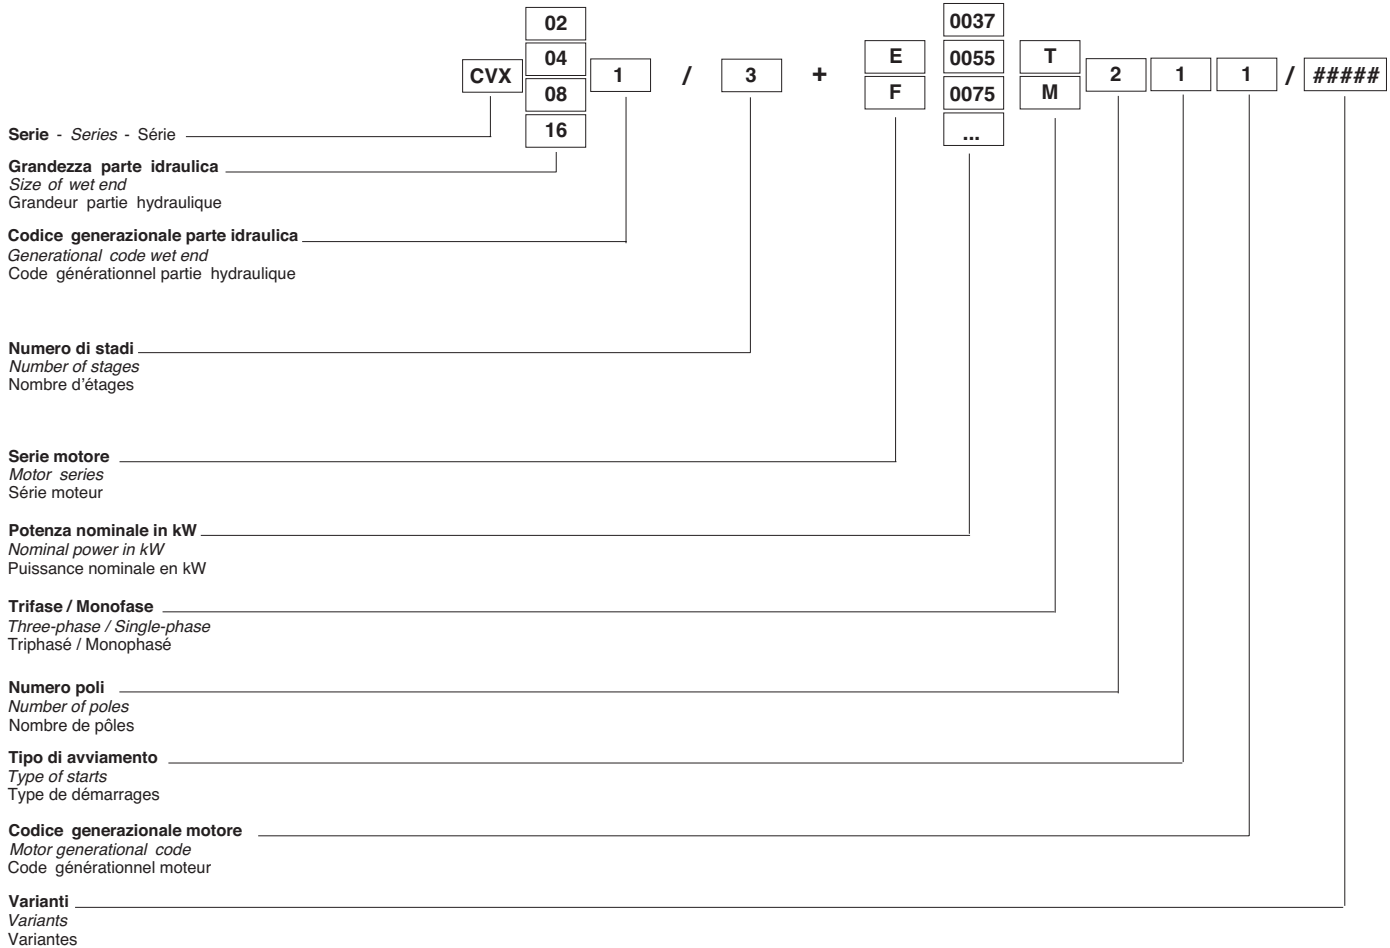 02
04
08
16
CVX
1
/
3
+
E
F
0037
0055
0075
...
T
M
2
1
1
/
#####
Serie - Series - Série
Grandezza parte idraulica
Size of wet end
Grandeur partie hydraulique
Codice generazionale parte idraulica
Generational code wet end
Code générationnel partie hydraulique
Numero di stadi
Number of stages
Nombre d'étages
Serie motore
Motor series
Série moteur
Potenza nominale in kW
Nominal power in kW
Puissance nominale en kW
Trifase / Monofase
Three-phase / Single-phase
Triphasé / Monophasé
Numero poli
Number of poles
Nombre de pôles
Tipo di avviamento
Type of starts
Type de démarrages
Codice generazionale motore
Motor generational code
Code générationnel moteur
Varianti
Variants
Variantes